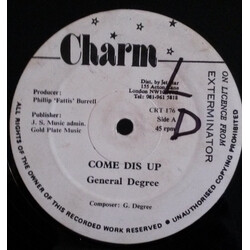 Charm
L
D
Producer:
Phillip 'Fattis' Burrell
Publisher:
J. S. Music admin.
Gold Plate Music
Dist. by Jet Star
155 Acton Lane
London NW10
Tel: 081-961 5818
CRT 176
Side A
45 rpm
ON LICENCE FROM
EXTERMINATOR
COME DIS UP
General Degree
Composer: G. Degree
ALL RIGHTS OF THE OWNER OF THIS RECORDED WORK RESERVED • UNAUTHORISED COPYING PROHIBITED